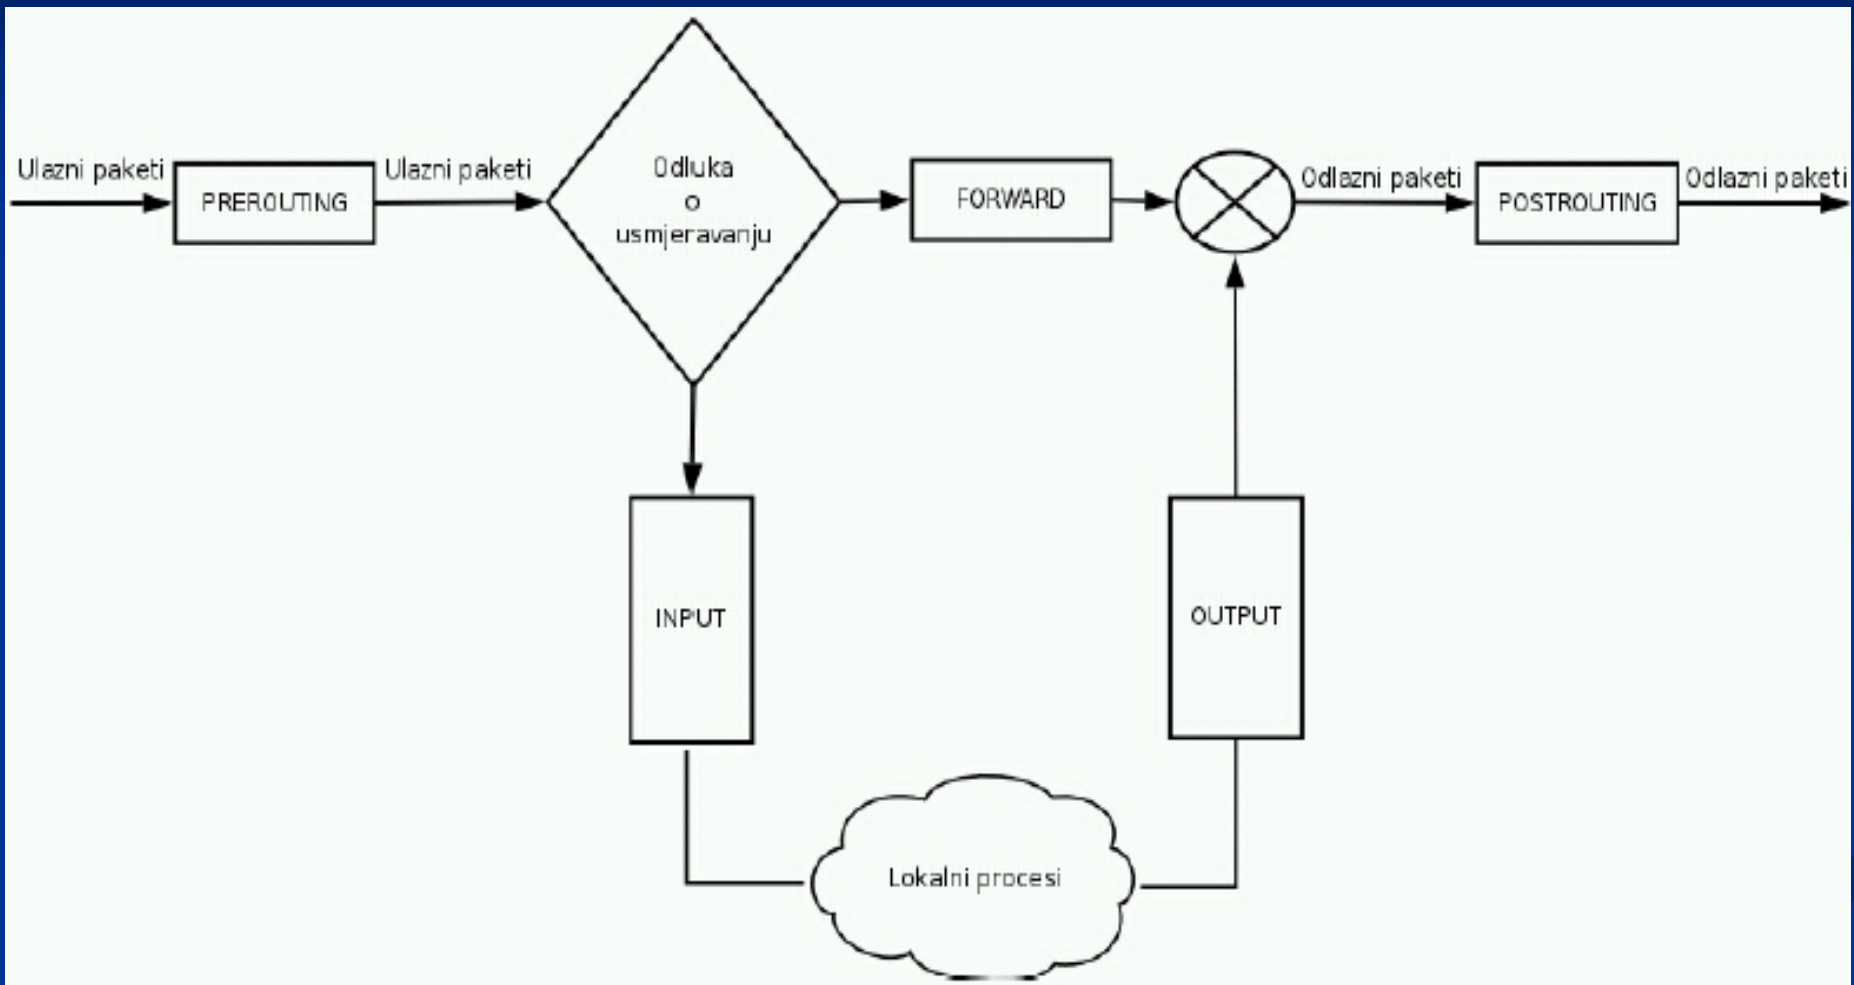 Ulazni paketi
PREROUTING
Ulazni paketi
Odluka
o
usmjeravanju
FORWARD
Odlazni paketi
POSTROUTING
Odlazni paketi
INPUT
OUTPUT
Lokalni procesi